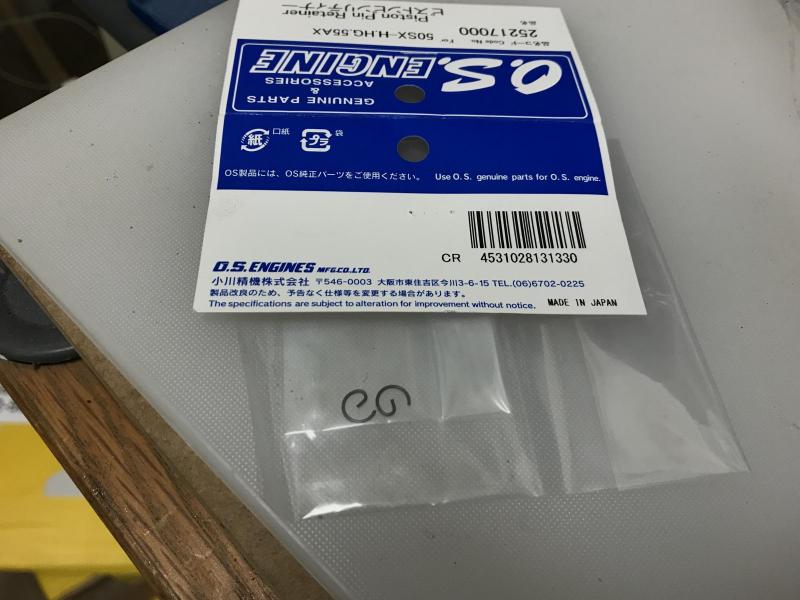 ピストンピンリテイナー
Piston Pin Retainer
品名
25217000
品名コード Code No.
For 50SX-H.HG,55AX
O.S.ENGINE
GENUINE PARTS
&
ACCESSORIES
紙 口紙
プラ 袋
OS製品には、OS純正パーツをご使用ください。 Use O.S. genuine parts for O.S. engine.
CR 4531028131330
O.S.ENGINES MFG.CO.,LTD.
小川精機株式会社 〒546-0003 大阪市東住吉区今川3-6-15 TEL.(06)6702-0225
製品改良のため、予告なく仕様等を変更する場合があります。
The specifications are subject to alteration for improvement without notice.
MADE IN JAPAN